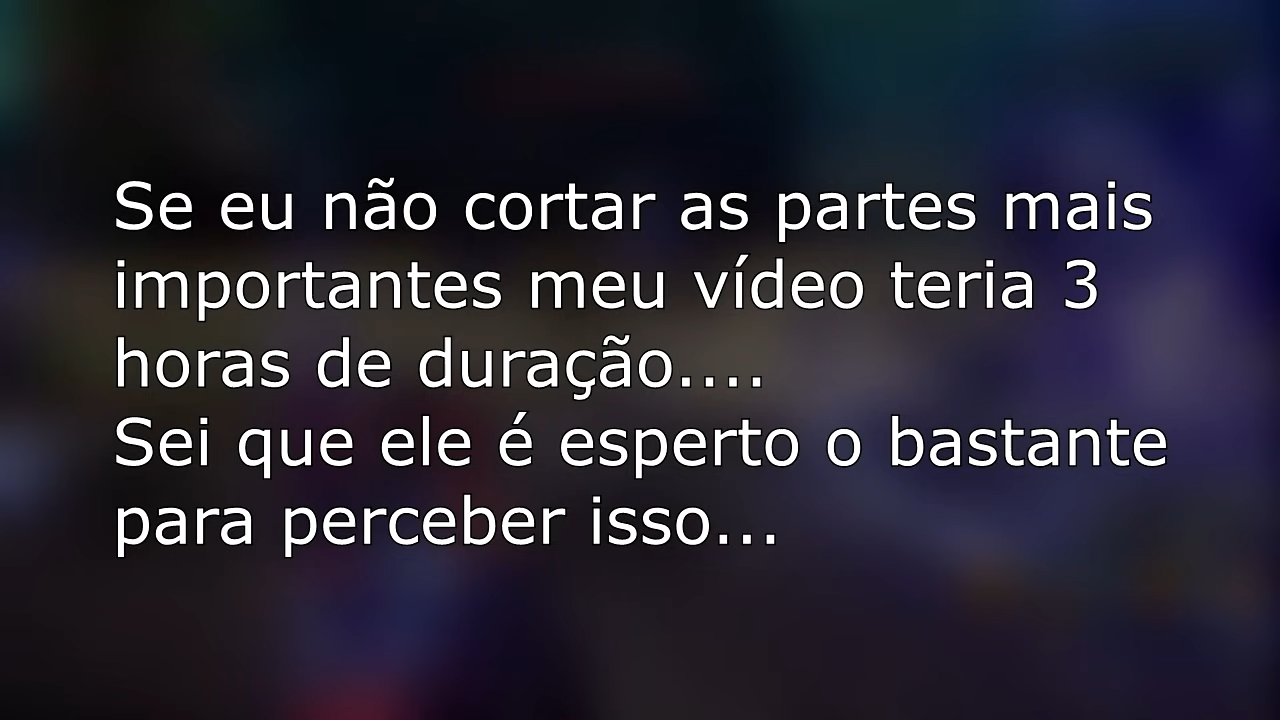 Se eu não cortar as partes mais
importantes meu vídeo teria 3
horas de duração....
Sei que ele é esperto o bastante
para perceber isso...